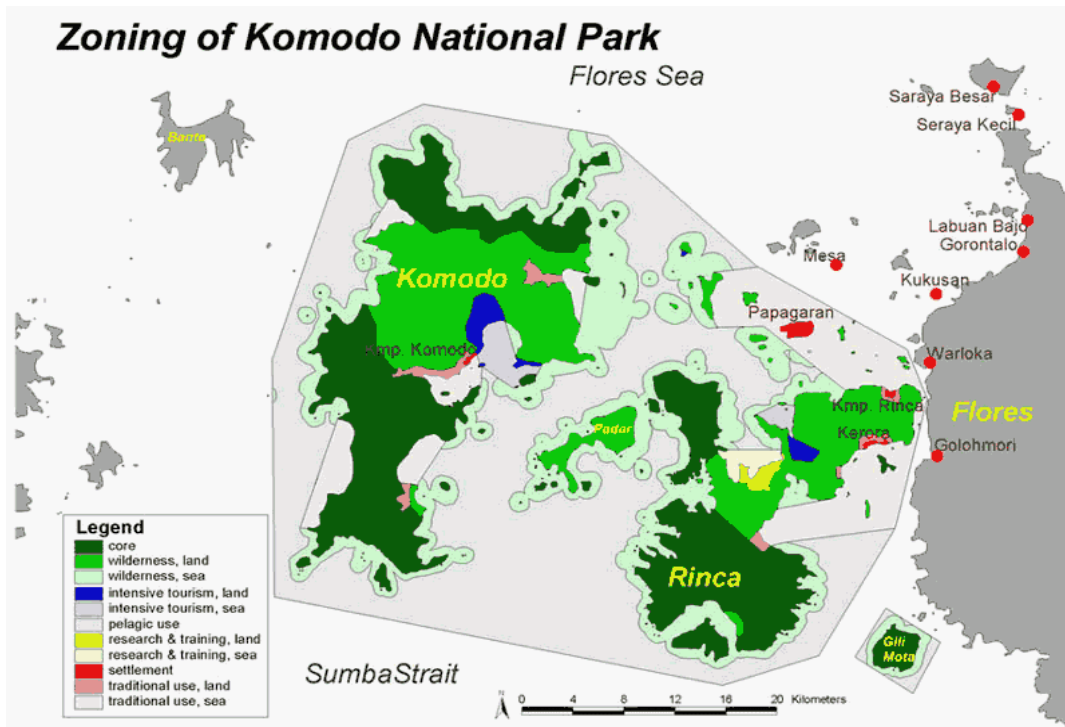 Zoning of Komodo National Park
Flores Sea
Banta
Saraya Besar
Seraya Kecil
Labuan Bajo
Gorontalo
Mesa
Komodo
Kukusan
Papagaran
Kmp. Komodo
Warloka
Kmp. Rinca
Flores
Padar
Kerora
Golohmori
Rinca
Gili
Mota
Legend
core
wilderness, land
wilderness, sea
intensive tourism, land
intensive tourism, sea
pelagic use
research & training, land
research & training, sea
settlement
traditional use, land
traditional use, sea
SumbaStrait
N
0 4 8 12 16 20 Kilometers